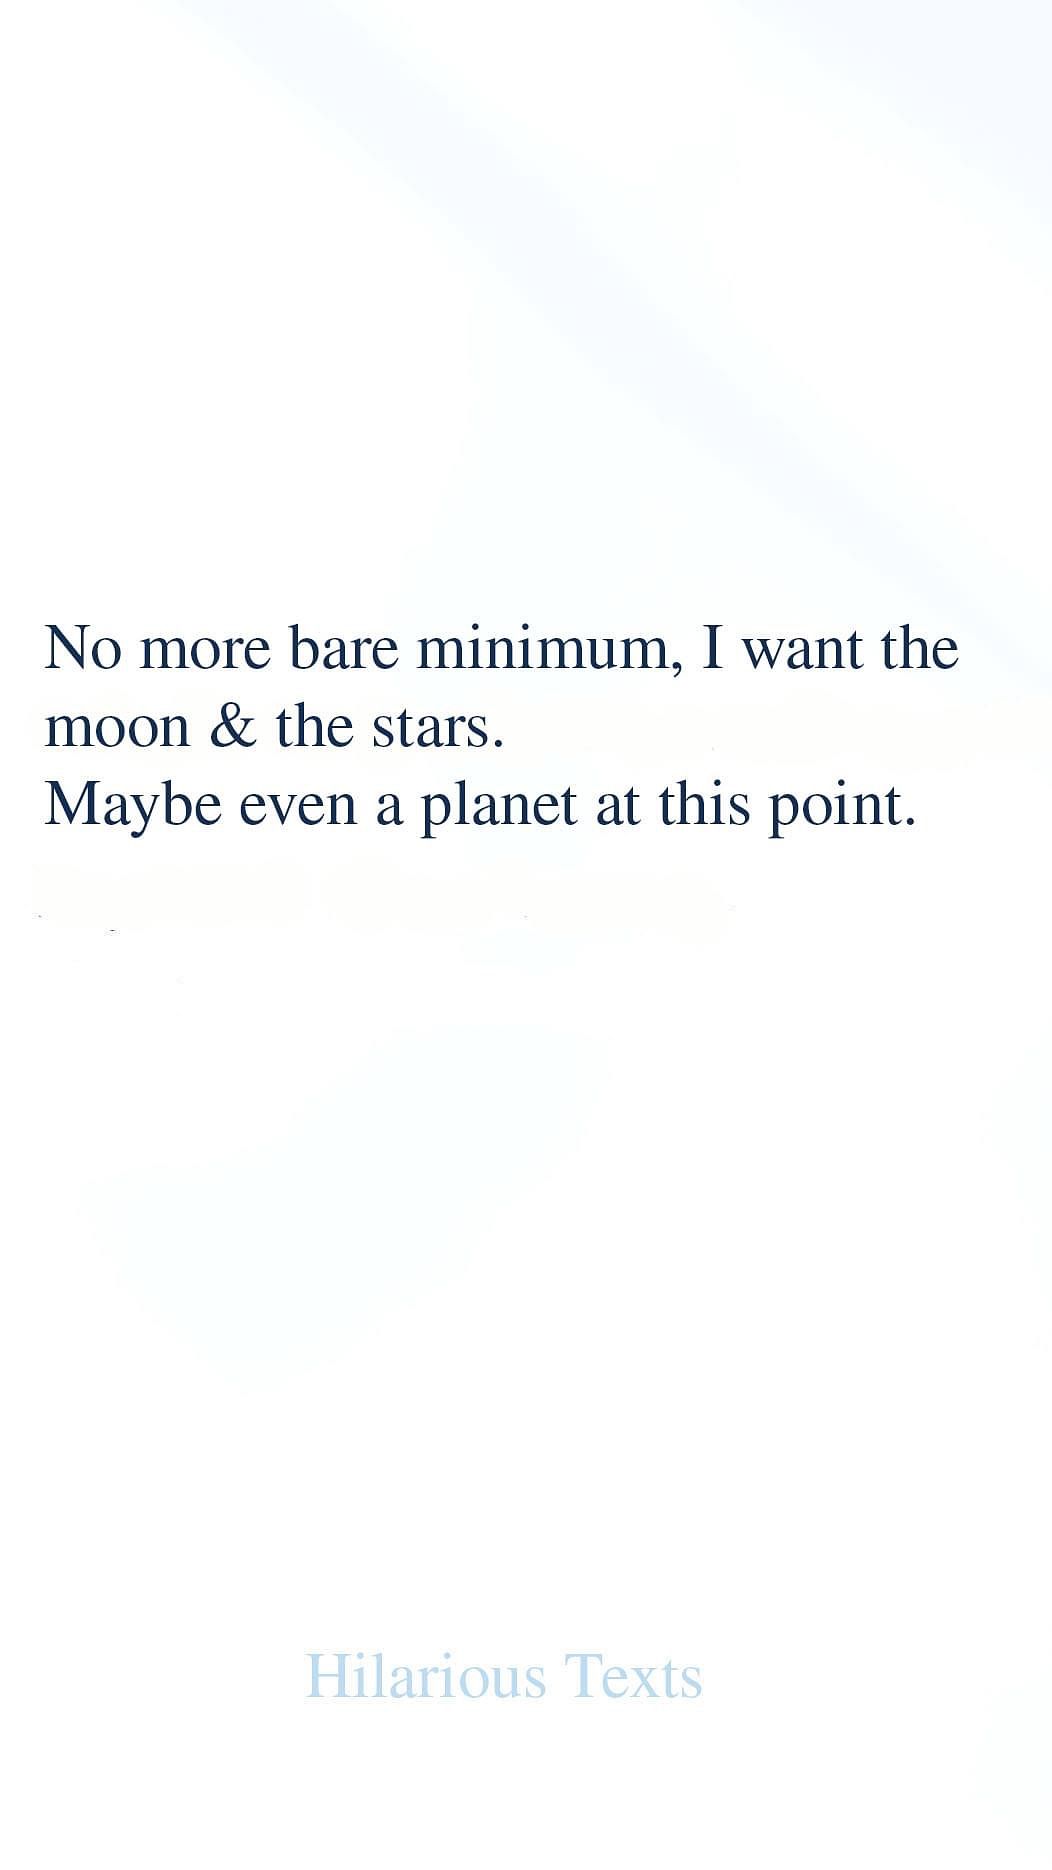 No more bare minimum, I want the
moon & the stars.
Maybe even a planet at this point.
Hilarious Texts